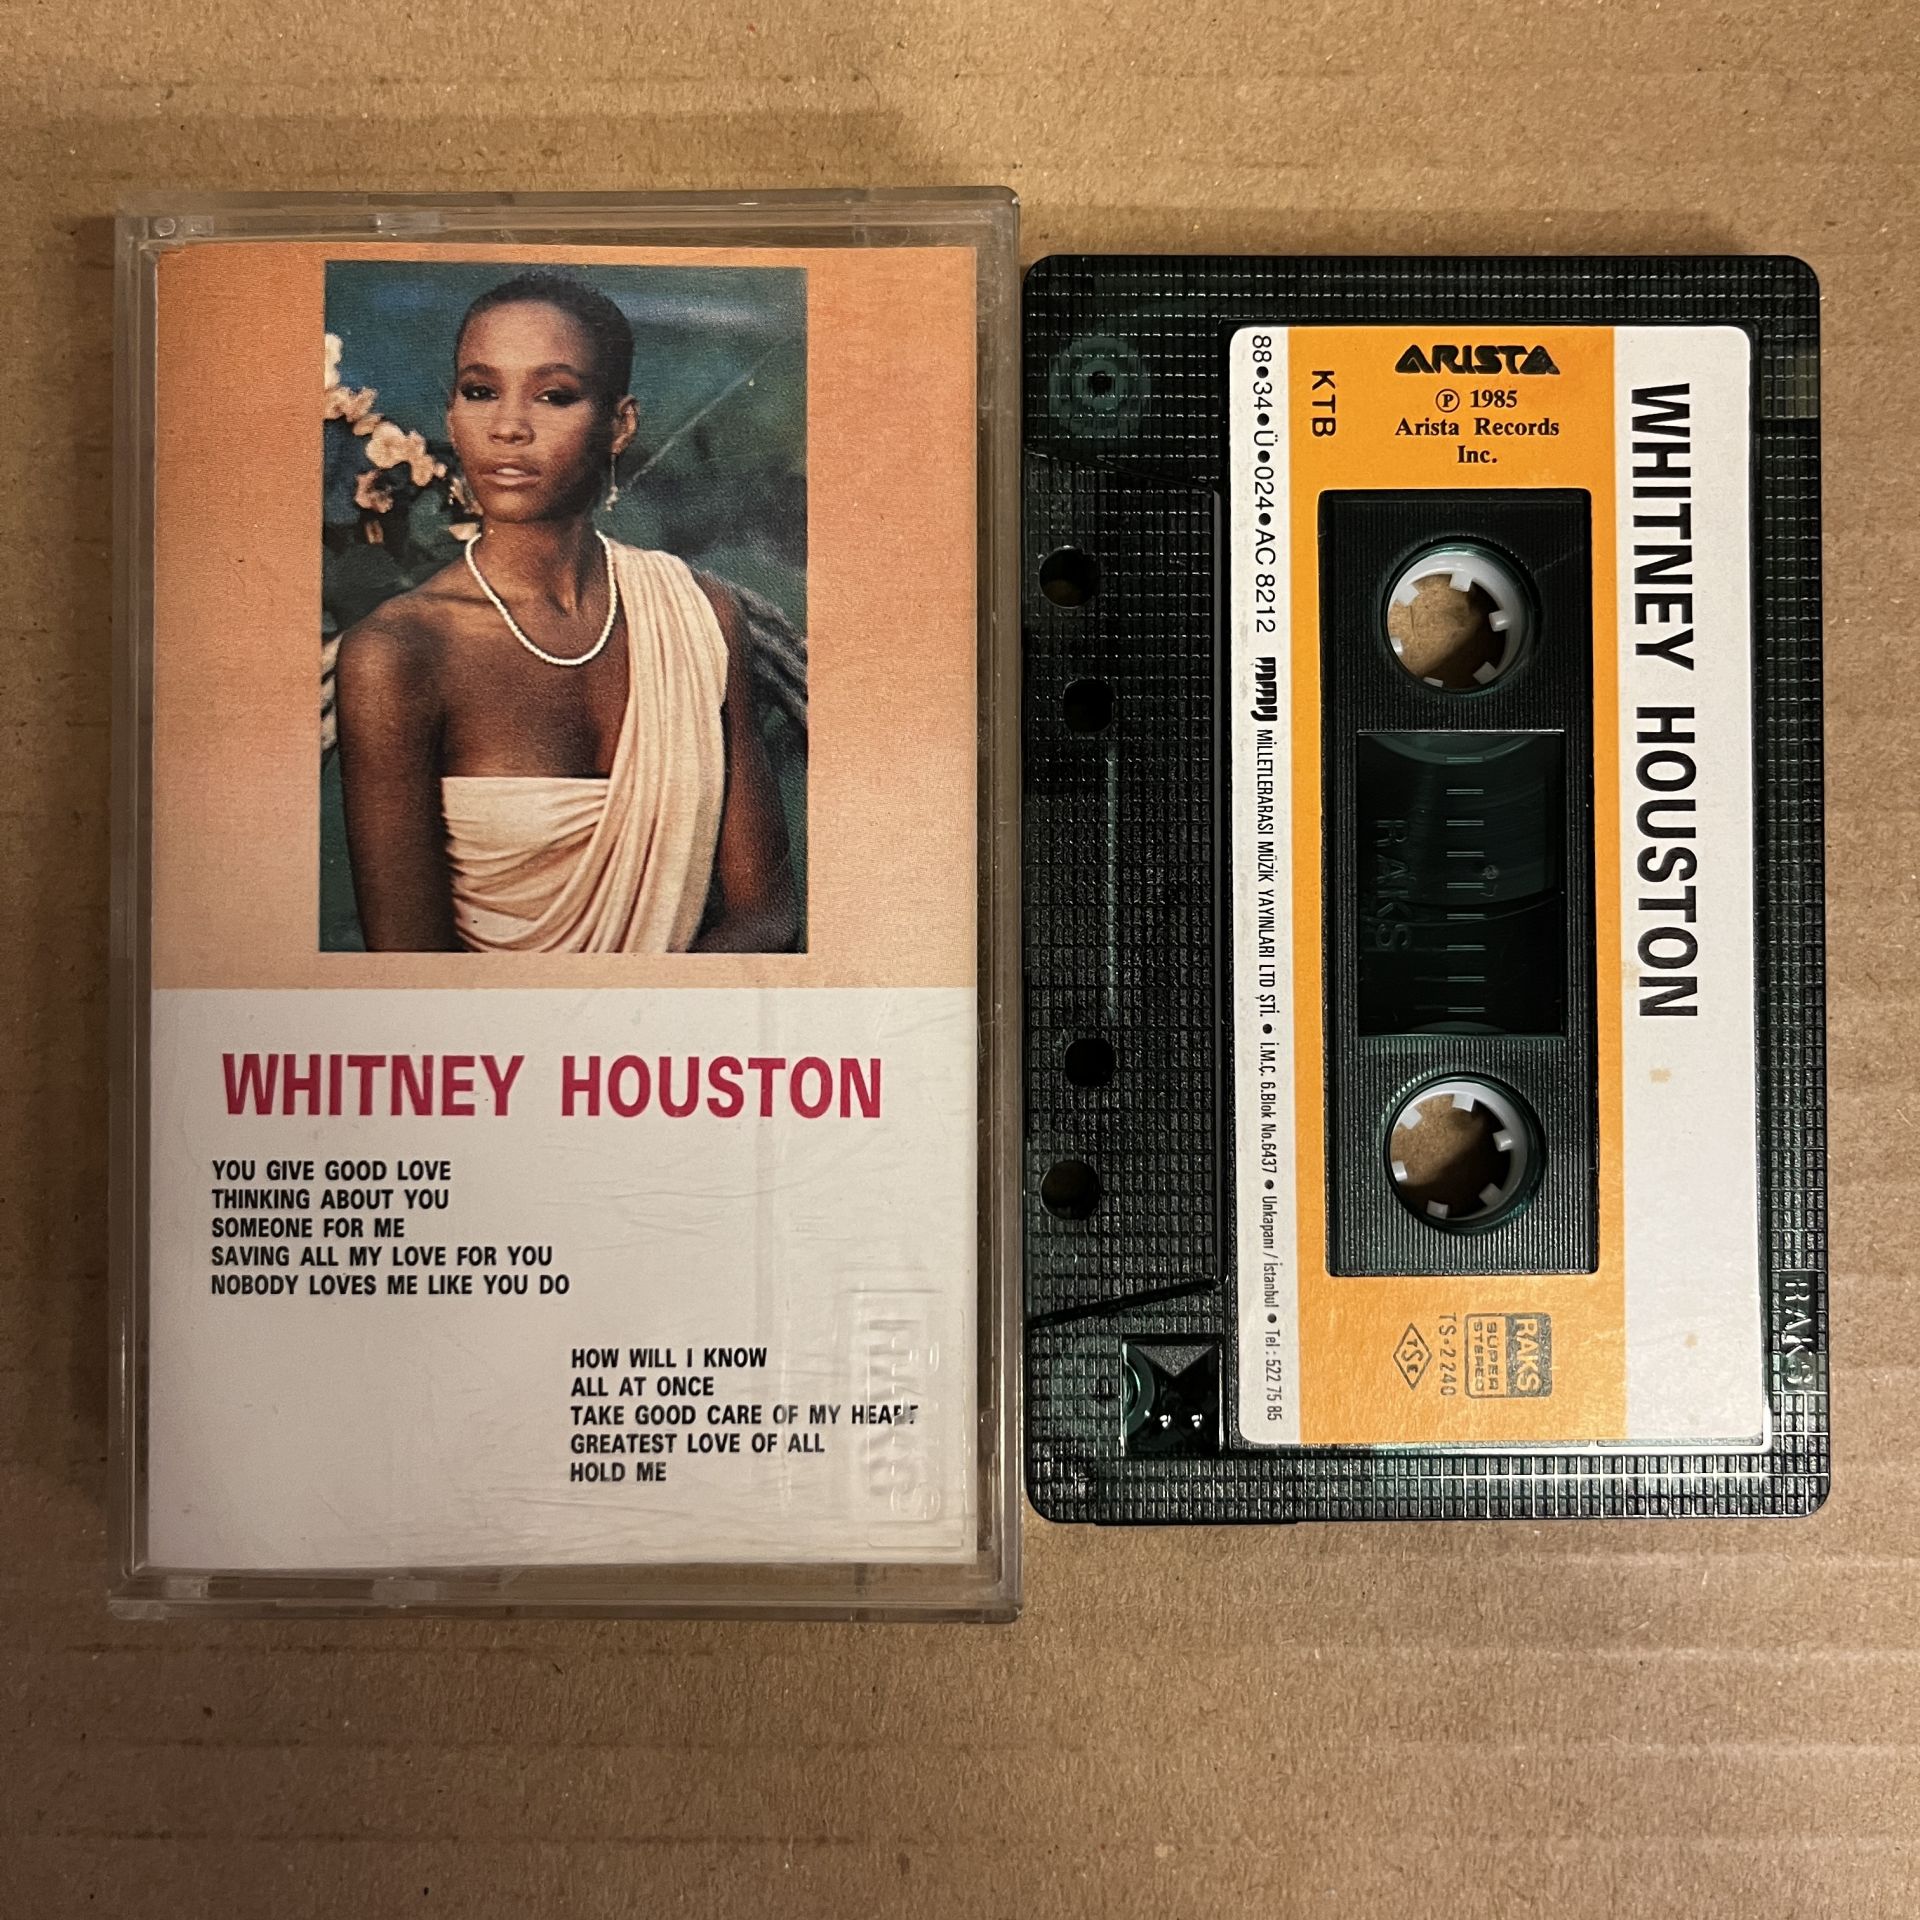 WHITNEY HOUSTON
YOU GIVE GOOD LOVE
THINKING ABOUT YOU
SOMEONE FOR ME
SAVING ALL MY LOVE FOR YOU
NOBODY LOVES ME LIKE YOU DO
HOW WILL I KNOW
ALL AT ONCE
TAKE GOOD CARE OF MY HEART
GREATEST LOVE OF ALL
HOLD ME
RAKS
WHITNEY HOUSTON
ARISTA
℗ 1985
Arista Records
Inc.
KTB
RAKS
RAKS
SUPER
STEREO
TS•2240
TSE
88•34•Ü•024•AC 8212 mmy MİLLETLERARASI MÜZİK YAYINLARI LTD ŞTİ. • İ.M.Ç. 6.Blok No.6437 • Unkapanı / İstanbul • Tel : 522 75 85
RAKS